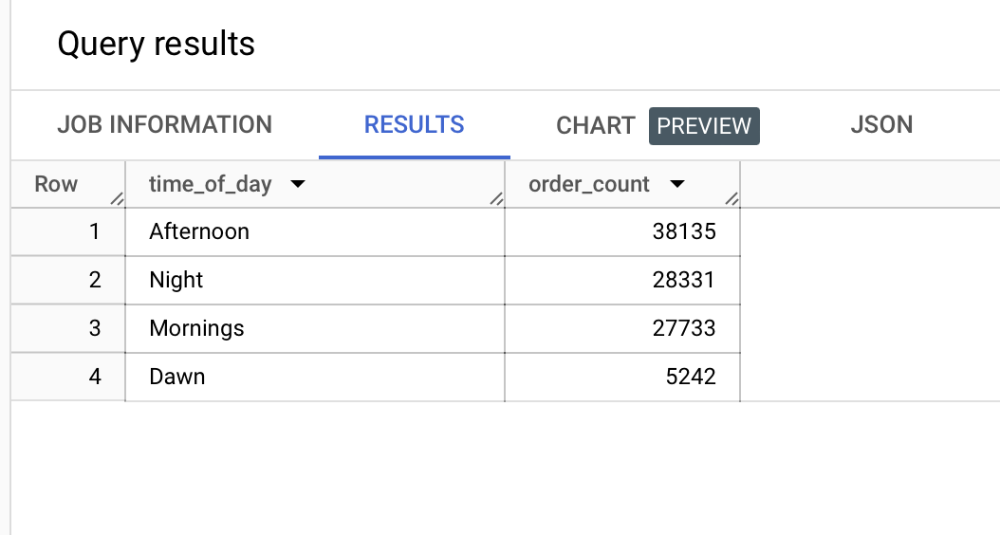 Query results
JOB INFORMATION RESULTS CHART PREVIEW JSON
Row time_of_day order_count
1 Afternoon 38135
2 Night 28331
3 Mornings 27733
4 Dawn 5242